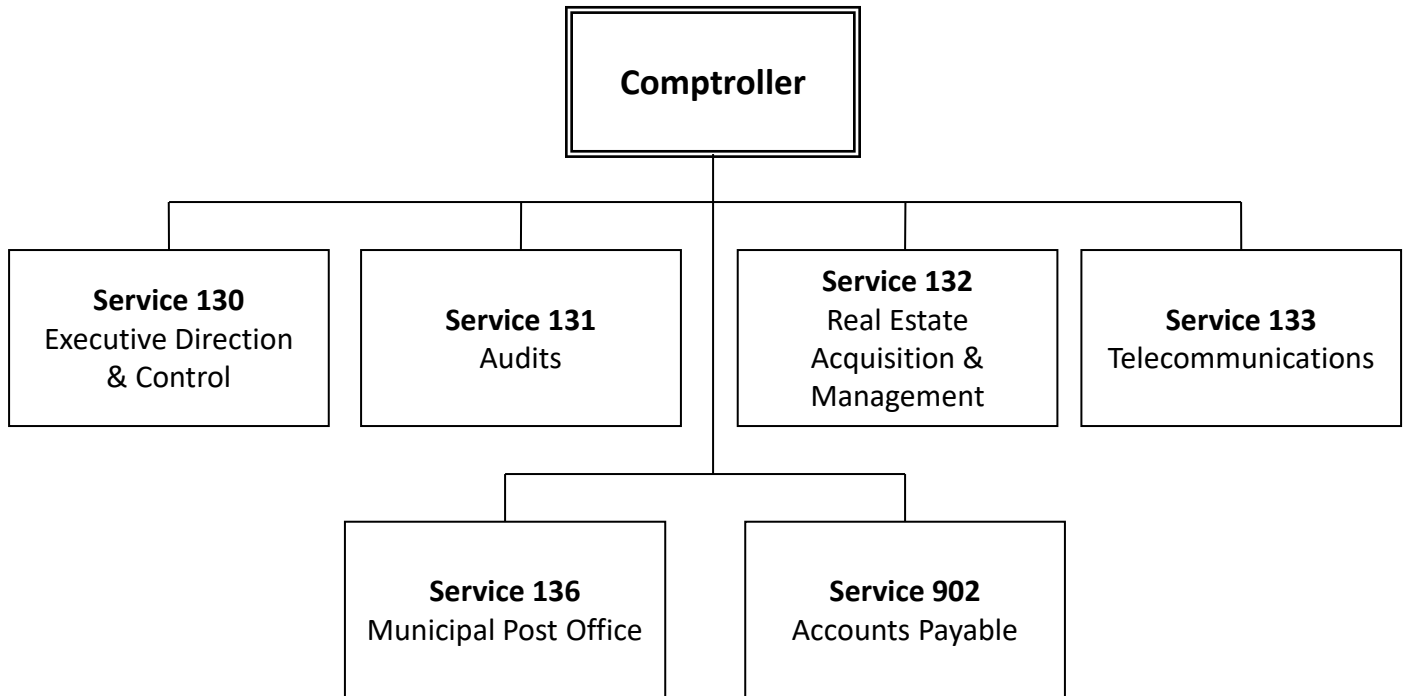 Comptroller
Service 130
Executive Direction
& Control
Service 131
Audits
Service 132
Real Estate
Acquisition &
Management
Service 133
Telecommunications
Service 136
Municipal Post Office
Service 902
Accounts Payable